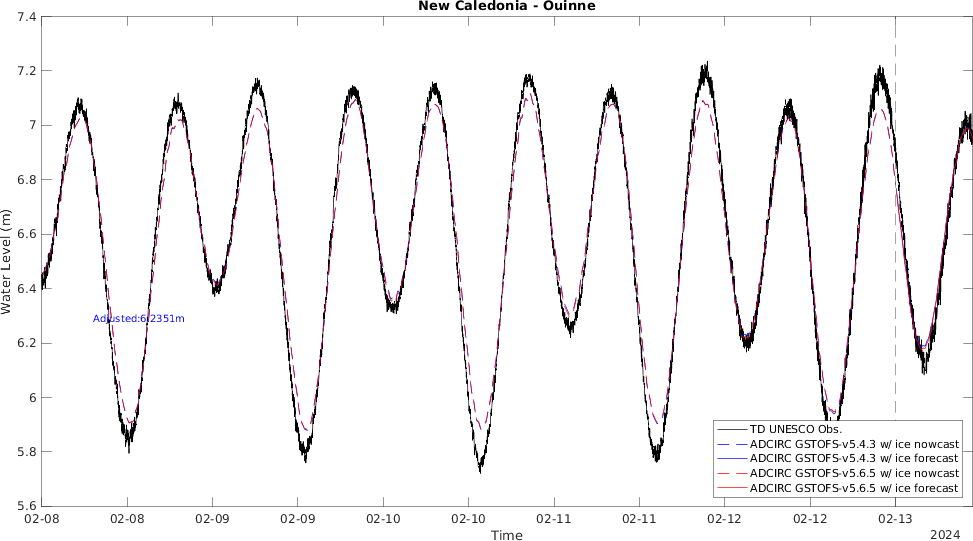 New Caledonia - Ouinne
7.4
7.2
7
6.8
6.6
6.4
6.2
6
5.8
5.6
Water Level (m)
Adjusted:6.2351m
TD UNESCO Obs.
ADCIRC GSTOFS-v5.4.3 w/ ice nowcast
ADCIRC GSTOFS-v5.4.3 w/ ice forecast
ADCIRC GSTOFS-v5.6.5 w/ ice nowcast
ADCIRC GSTOFS-v5.6.5 w/ ice forecast
02-08 02-08 02-09 02-09 02-10 02-10 02-11 02-11 02-12 02-12 02-13
Time
2024